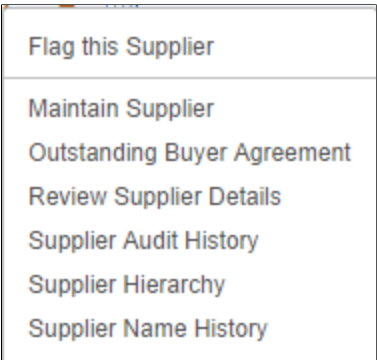 Flag this Supplier
Maintain Supplier
Outstanding Buyer Agreement
Review Supplier Details
Supplier Audit History
Supplier Hierarchy
Supplier Name History